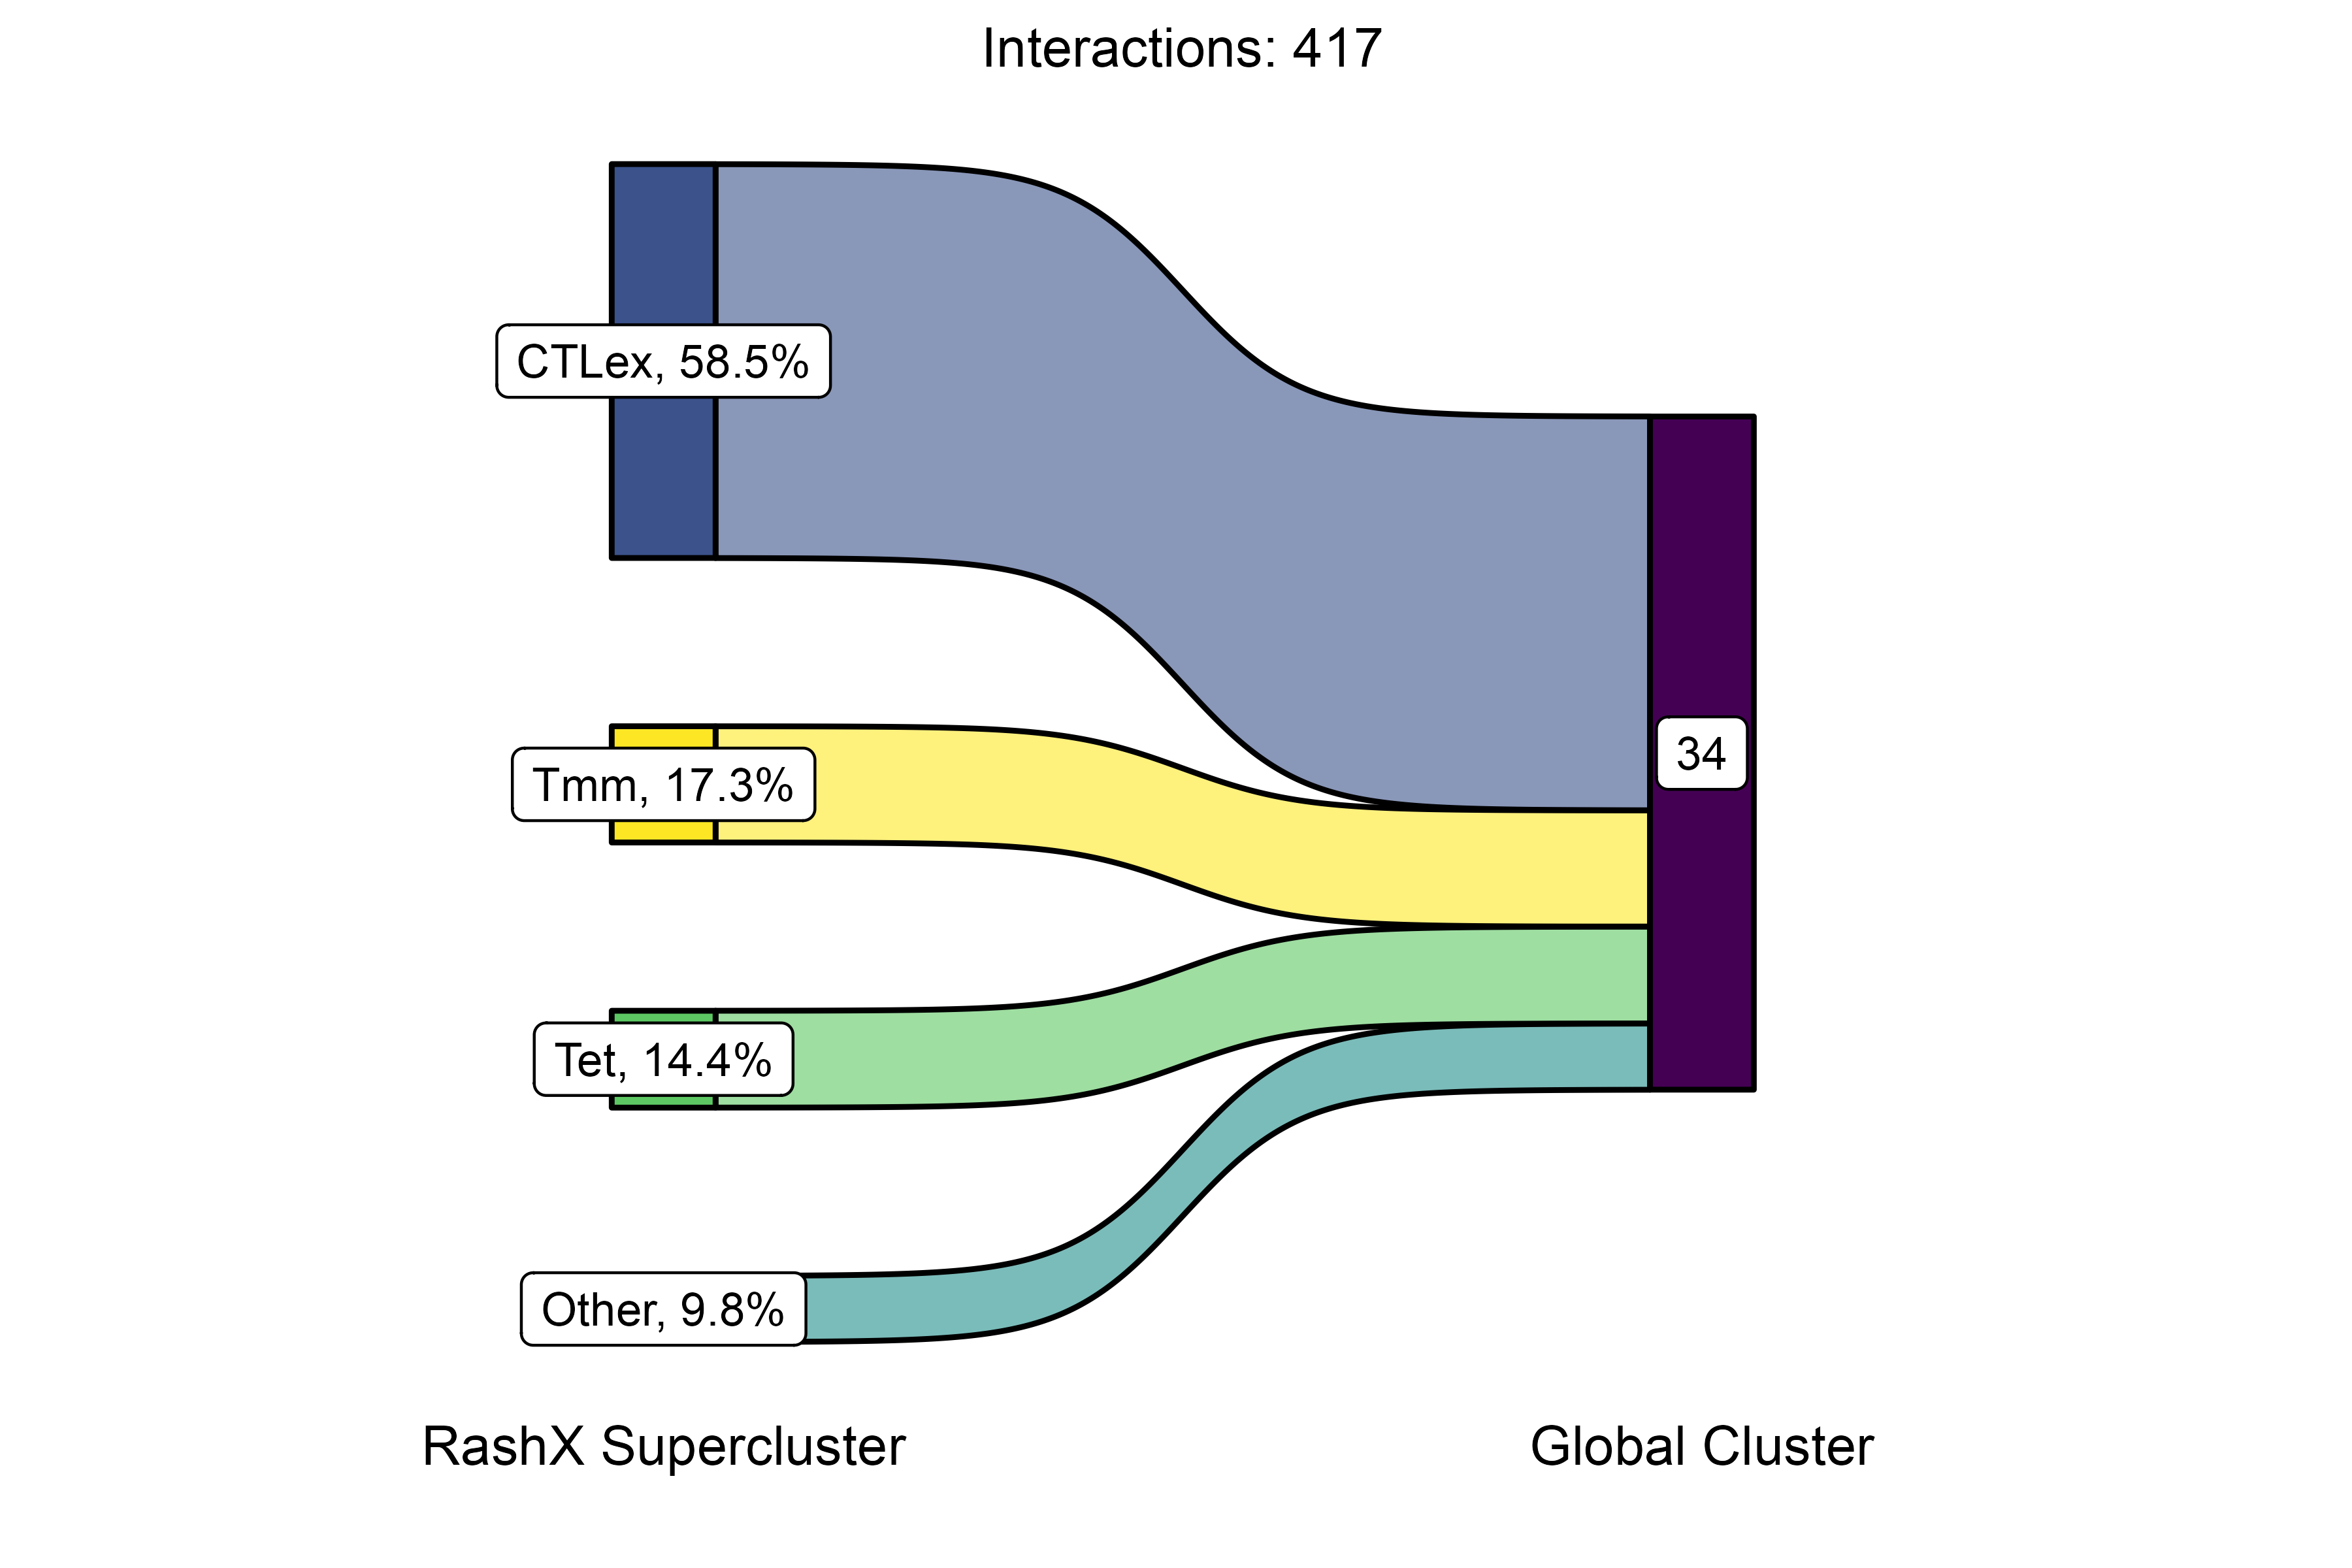 Interactions: 417
CTLex, 58.5%
34
Tmm, 17.3%
Tet, 14.4%
Other, 9.8%
RashX Supercluster
Global Cluster